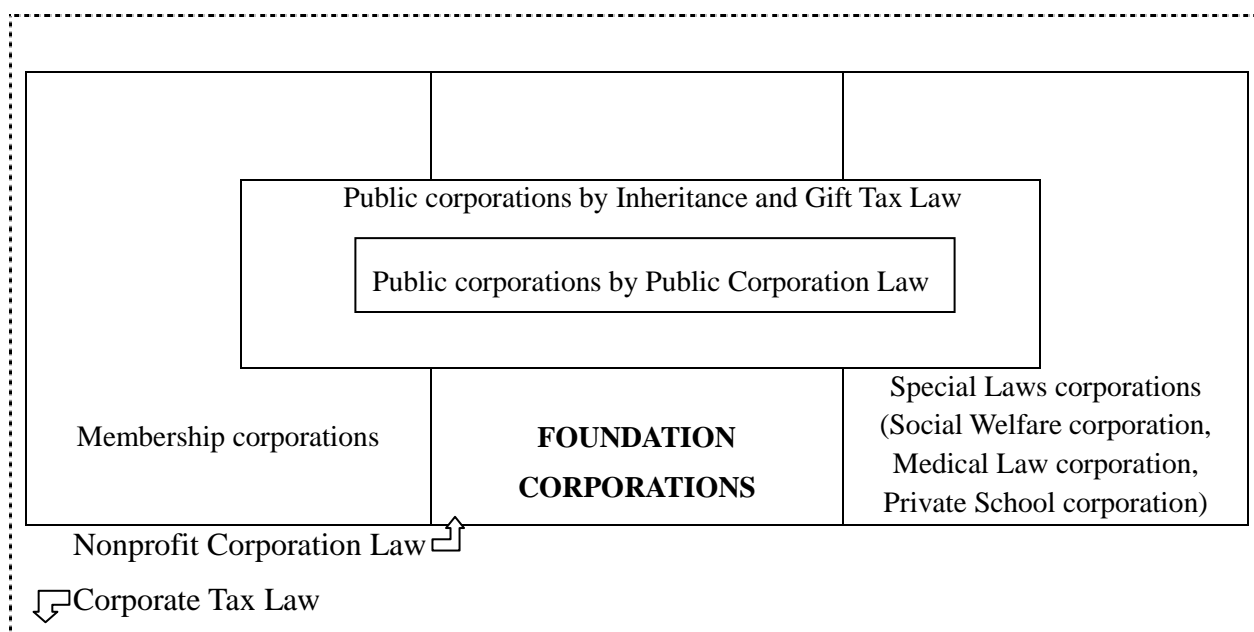 Public corporations by Inheritance and Gift Tax Law
Public corporations by Public Corporation Law
Membership corporations
FOUNDATION
CORPORATIONS
Special Laws corporations
(Social Welfare corporation,
Medical Law corporation,
Private School corporation)
Nonprofit Corporation Law
Corporate Tax Law